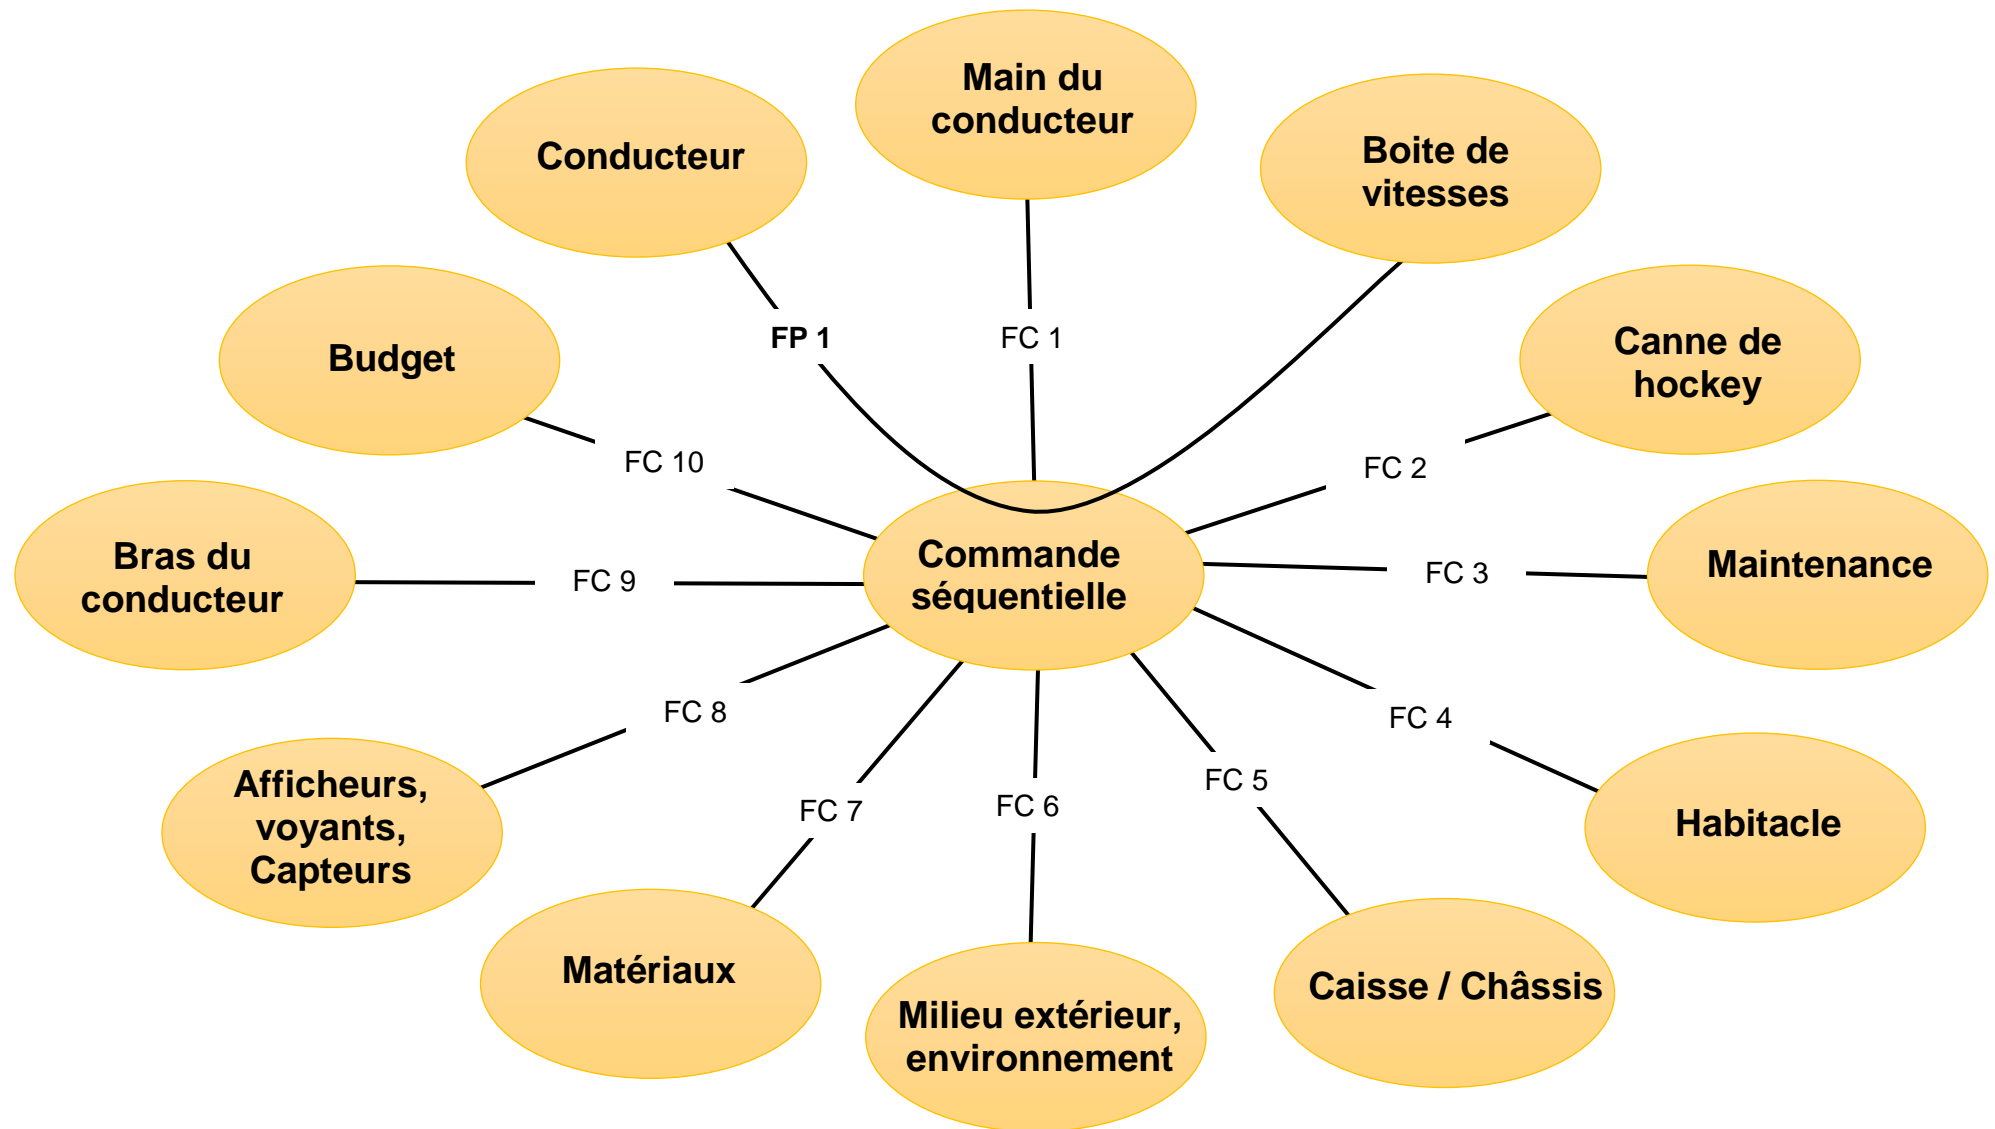 Main du
conducteur
Conducteur
Boite de
vitesses
FP 1
FC 1
Canne de
hockey
Budget
FC 10
FC 2
Bras du
conducteur
FC 9
Commande
séquentielle
FC 3
Maintenance
FC 8
FC 4
Afficheurs,
voyants,
Capteurs
FC 7
FC 6
FC 5
Habitacle
Matériaux
Milieu extérieur,
environnement
Caisse / Châssis